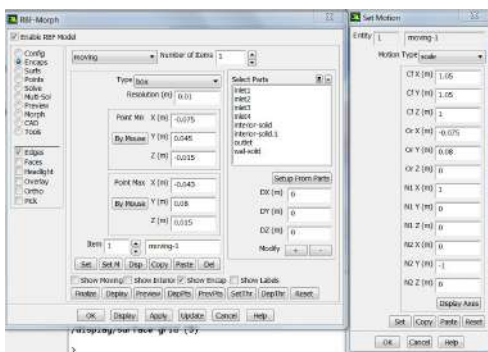 RBF-Morph
Enable RBF Model
Config
Encaps
Surfs
Points
Solve
Multi-Sol
Preview
Morph
CAD
Tools
Edges
Faces
Headlight
Overlay
Ortho
Pick
moving
Number of Items 1
Type box
Resolution (m) 0.01
Point Min X (m) -0.075
By Mouse Y (m) 0.045
Z (m) -0.015
Point Max X (m) -0.045
By Mouse Y (m) 0.08
Z (m) 0.015
Select Parts
inlet1
inlet2
inlet3
inlet4
interior-solid
interior-solid.1
outlet
wall-solid
Setup From Parts
DX (m) 0
DY (m) 0
DZ (m) 0
Modify + -
Item 1 moving-1
Set Set M Disp Copy Paste Del
Show Moving Show Interior Show Encap Show Labels
Finalize Display Preview DepPts PrevPts SetThr DepThr Reset
OK Display Apply Update Cancel Help
/display/surface grid (5)
>
Set Motion
Entity 1 moving-1
Motion Type scale
Cf X (m) 1.05
Cf Y (m) 1.05
Cf Z (m) 1
Or X (m) -0.075
Or Y (m) 0.08
Or Z (m) 0
N1 X (m) 1
N1 Y (m) 0
N1 Z (m) 0
N2 X (m) 0
N2 Y (m) -1
N2 Z (m) 0
Display Axes
Set Copy Paste Reset
OK Cancel Help